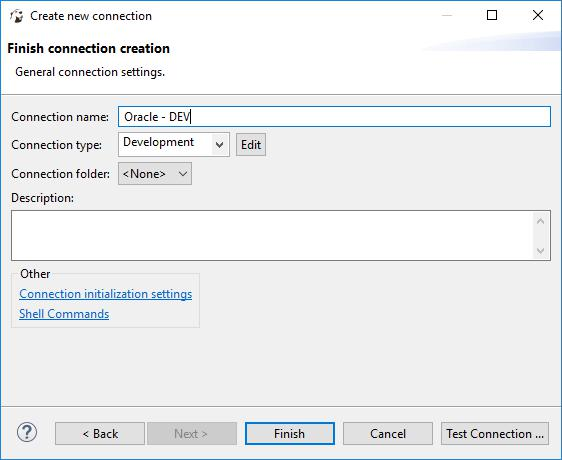 Create new connection
Finish connection creation
General connection settings.
Connection name: Oracle - DEV
Connection type: Development Edit
Connection folder: <None>
Description:
Other
Connection initialization settings
Shell Commands
? < Back Next > Finish Cancel Test Connection ...